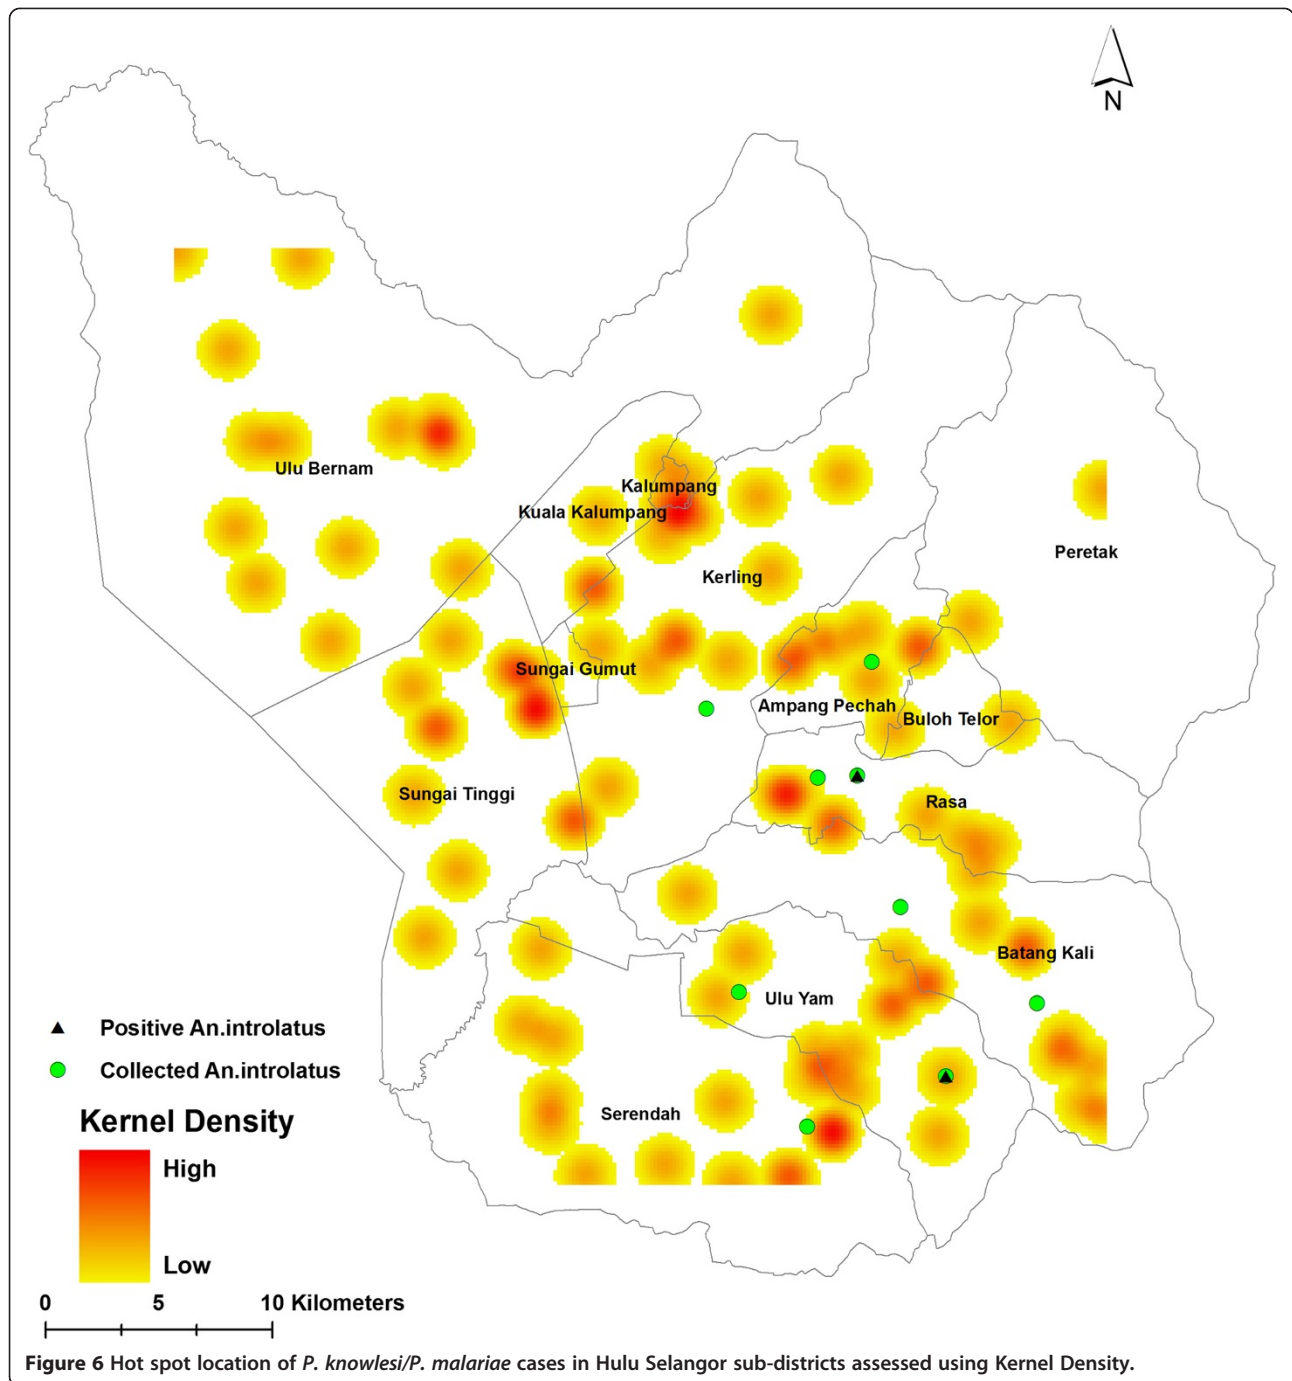 N
Ulu Bernam
Kalumpang
Kuala Kalumpang
Peretak
Kerling
Sungai Gumut
Ampang Pechah
Buloh Telor
Sungai Tinggi
Rasa
Batang Kali
Ulu Yam
Positive An.introlatus
Collected An.introlatus
Serendah
Kernel Density
High
Low
0 5 10 Kilometers
Figure 6 Hot spot location of P. knowlesi/P. malariae cases in Hulu Selangor sub-districts assessed using Kernel Density.